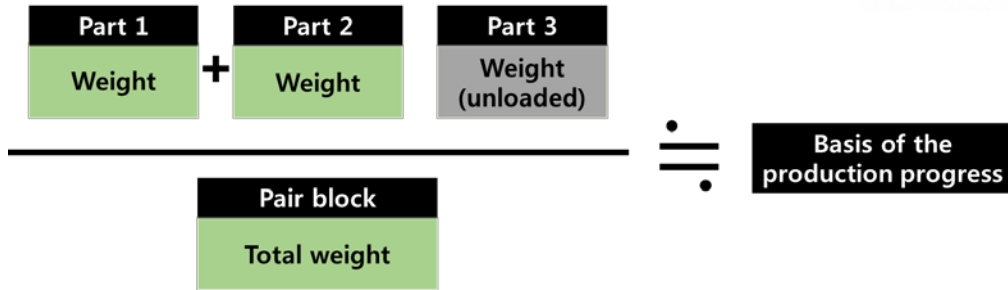 Part 1
Weight
+
Part 2
Weight
Part 3
Weight
(unloaded)
Pair block
Total weight
≒
Basis of the
production progress